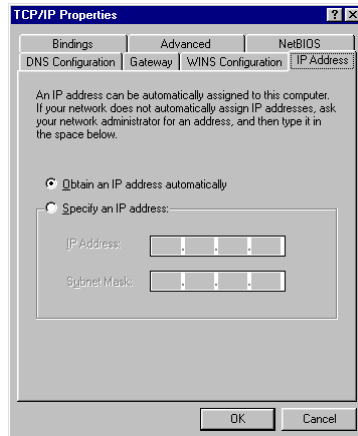 TCP/IP Properties
Bindings Advanced NetBIOS
DNS Configuration Gateway WINS Configuration IP Address
An IP address can be automatically assigned to this computer.
If your network does not automatically assign IP addresses, ask
your network administrator for an address, and then type it in
the space below.
Obtain an IP address automatically
Specify an IP address:
IP Address:
. . .
Subnet Mask:
. . .
OK Cancel